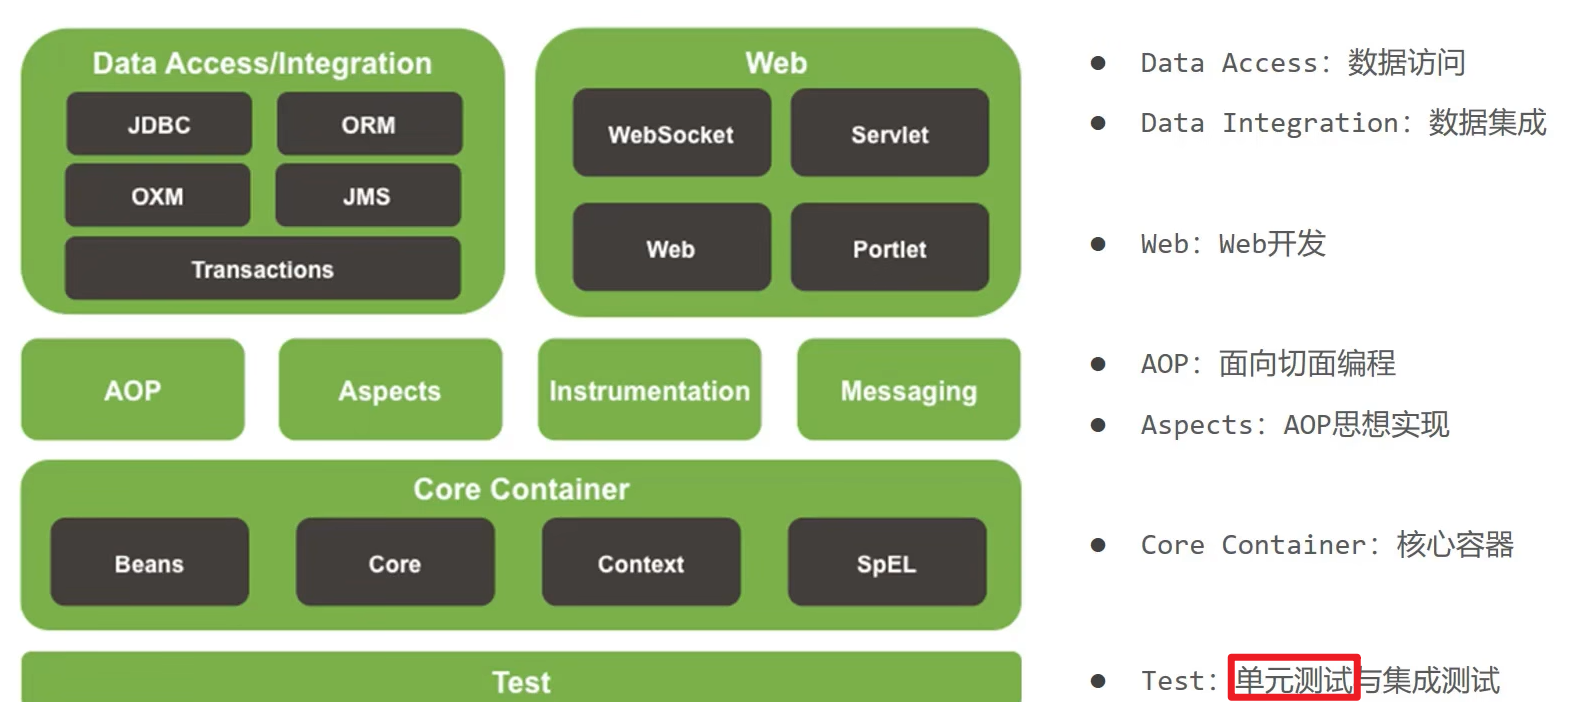 Data Access/Integration
JDBC
ORM
OXM
JMS
Transactions
Web
WebSocket
Servlet
Web
Portlet
AOP
Aspects
Instrumentation
Messaging
Core Container
Beans
Core
Context
SpEL
Test
● Data Access：数据访问
● Data Integration：数据集成
● Web：Web开发
● AOP：面向切面编程
● Aspects：AOP思想实现
● Core Container：核心容器
● Test：单元测试与集成测试